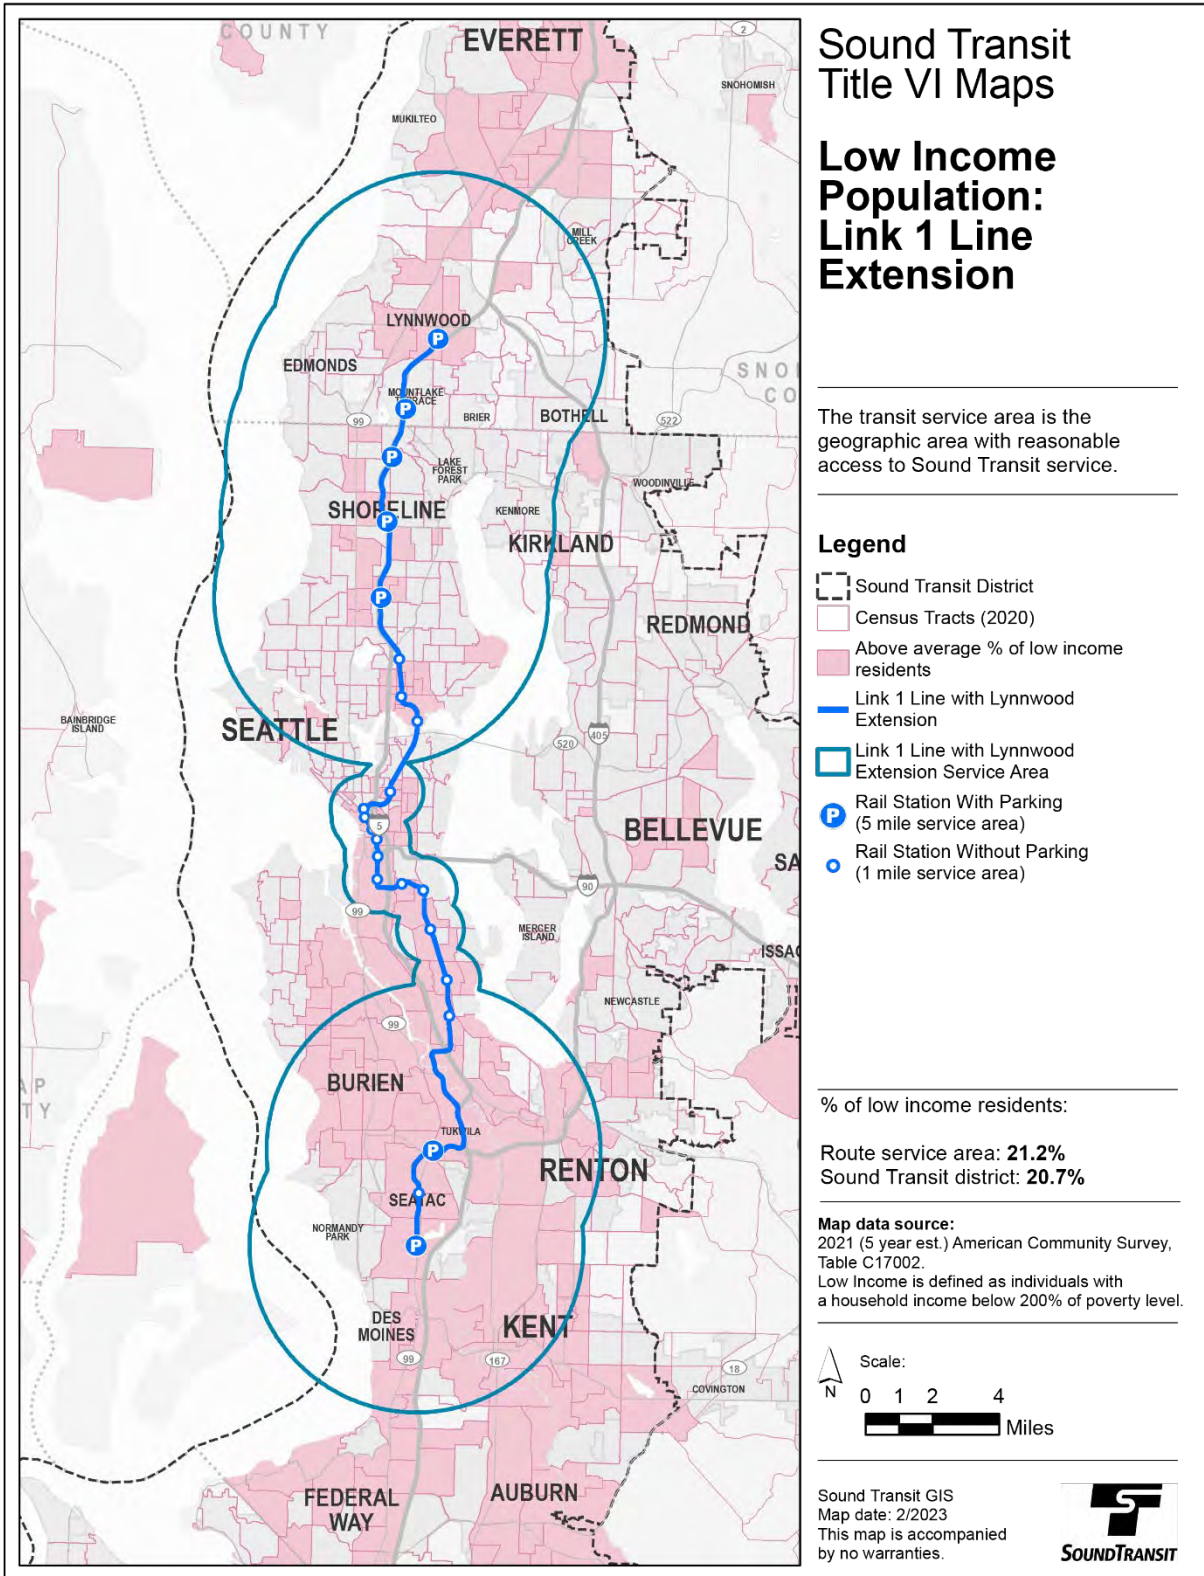 COUNTY
EVERETT
2
SNOHOMISH
MUKILTEO
MILL
CREEK
LYNNWOOD
EDMONDS
MOUNTLAKE
TERRACE
99
BRIER
BOTHELL
522
SNO
CO
LAKE
FOREST
PARK
WOODINVILLE
SHORELINE
KENMORE
KIRKLAND
REDMOND
BAINBRIDGE
ISLAND
SEATTLE
520
405
5
BELLEVUE
SA
90
99
MERCER
ISLAND
ISSAQ
NEWCASTLE
99
AP
TY
BURIEN
TUKWILA
RENTON
SEATAC
NORMANDY
PARK
DES
MOINES
KENT
99
167
18
COVINGTON
FEDERAL
WAY
AUBURN
P
P
P
P
P
P
P
Sound Transit
Title VI Maps
Low Income
Population:
Link 1 Line
Extension
The transit service area is the
geographic area with reasonable
access to Sound Transit service.
Legend
Sound Transit District
Census Tracts (2020)
Above average % of low income
residents
Link 1 Line with Lynnwood
Extension
Link 1 Line with Lynnwood
Extension Service Area
P
Rail Station With Parking
(5 mile service area)
Rail Station Without Parking
(1 mile service area)
% of low income residents:
Route service area: 21.2%
Sound Transit district: 20.7%
Map data source:
2021 (5 year est.) American Community Survey,
Table C17002.
Low Income is defined as individuals with
a household income below 200% of poverty level.
N
Scale:
0 1 2 4
Miles
Sound Transit GIS
Map date: 2/2023
This map is accompanied
by no warranties.
SOUNDTRANSIT